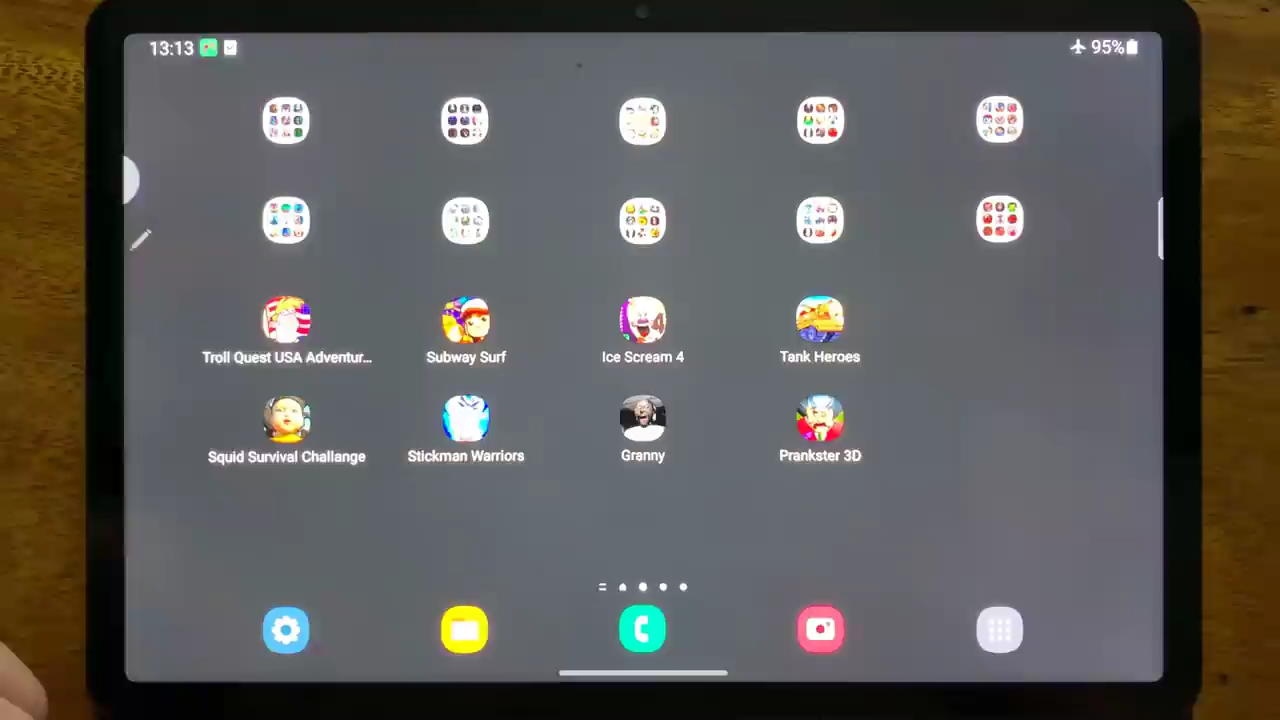 13:13
95%
Troll Quest USA Adventur...
Subway Surf
Ice Scream 4
Tank Heroes
Squid Survival Challange
Stickman Warriors
Granny
Prankster 3D